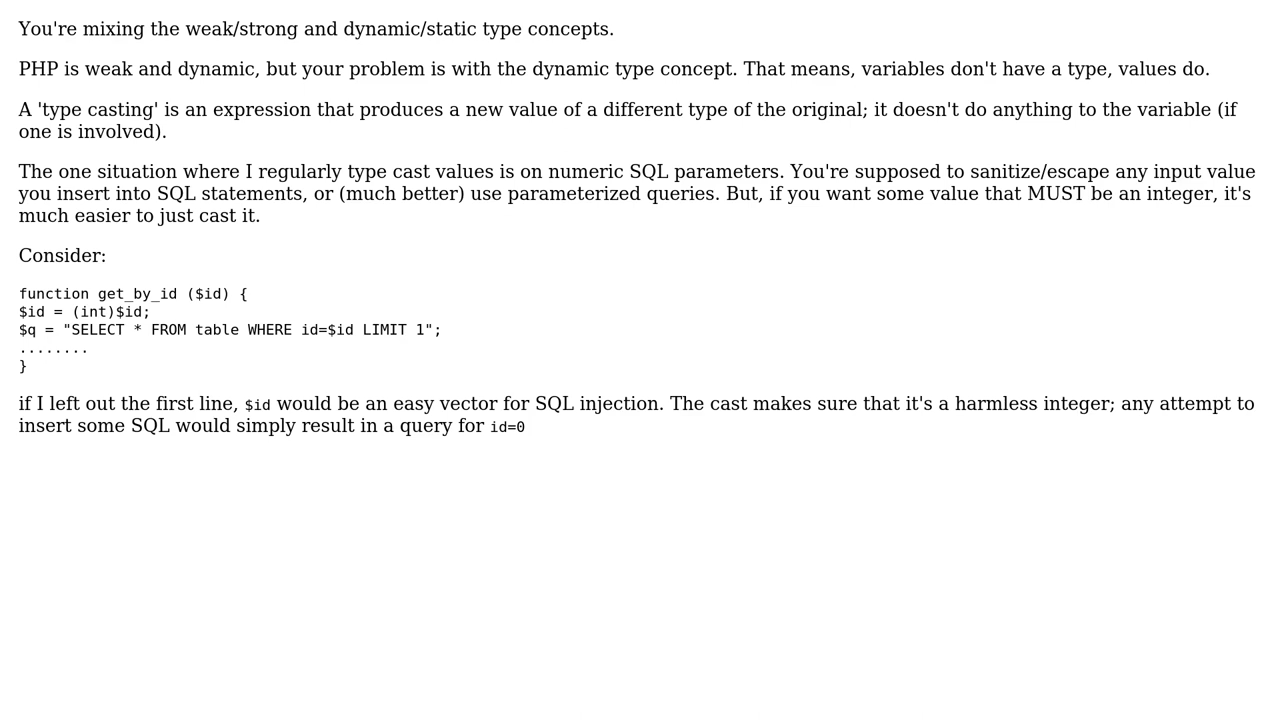 You're mixing the weak/strong and dynamic/static type concepts.
PHP is weak and dynamic, but your problem is with the dynamic type concept. That means, variables don't have a type, values do.
A 'type casting' is an expression that produces a new value of a different type of the original; it doesn't do anything to the variable (if
one is involved).
The one situation where I regularly type cast values is on numeric SQL parameters. You're supposed to sanitize/escape any input value
you insert into SQL statements, or (much better) use parameterized queries. But, if you want some value that MUST be an integer, it's
much easier to just cast it.
Consider:
function get_by_id ($id) {
$id = (int)$id;
$q = "SELECT * FROM table WHERE id=$id LIMIT 1";
........
}
if I left out the first line, $id would be an easy vector for SQL injection. The cast makes sure that it's a harmless integer; any attempt to
insert some SQL would simply result in a query for id=0